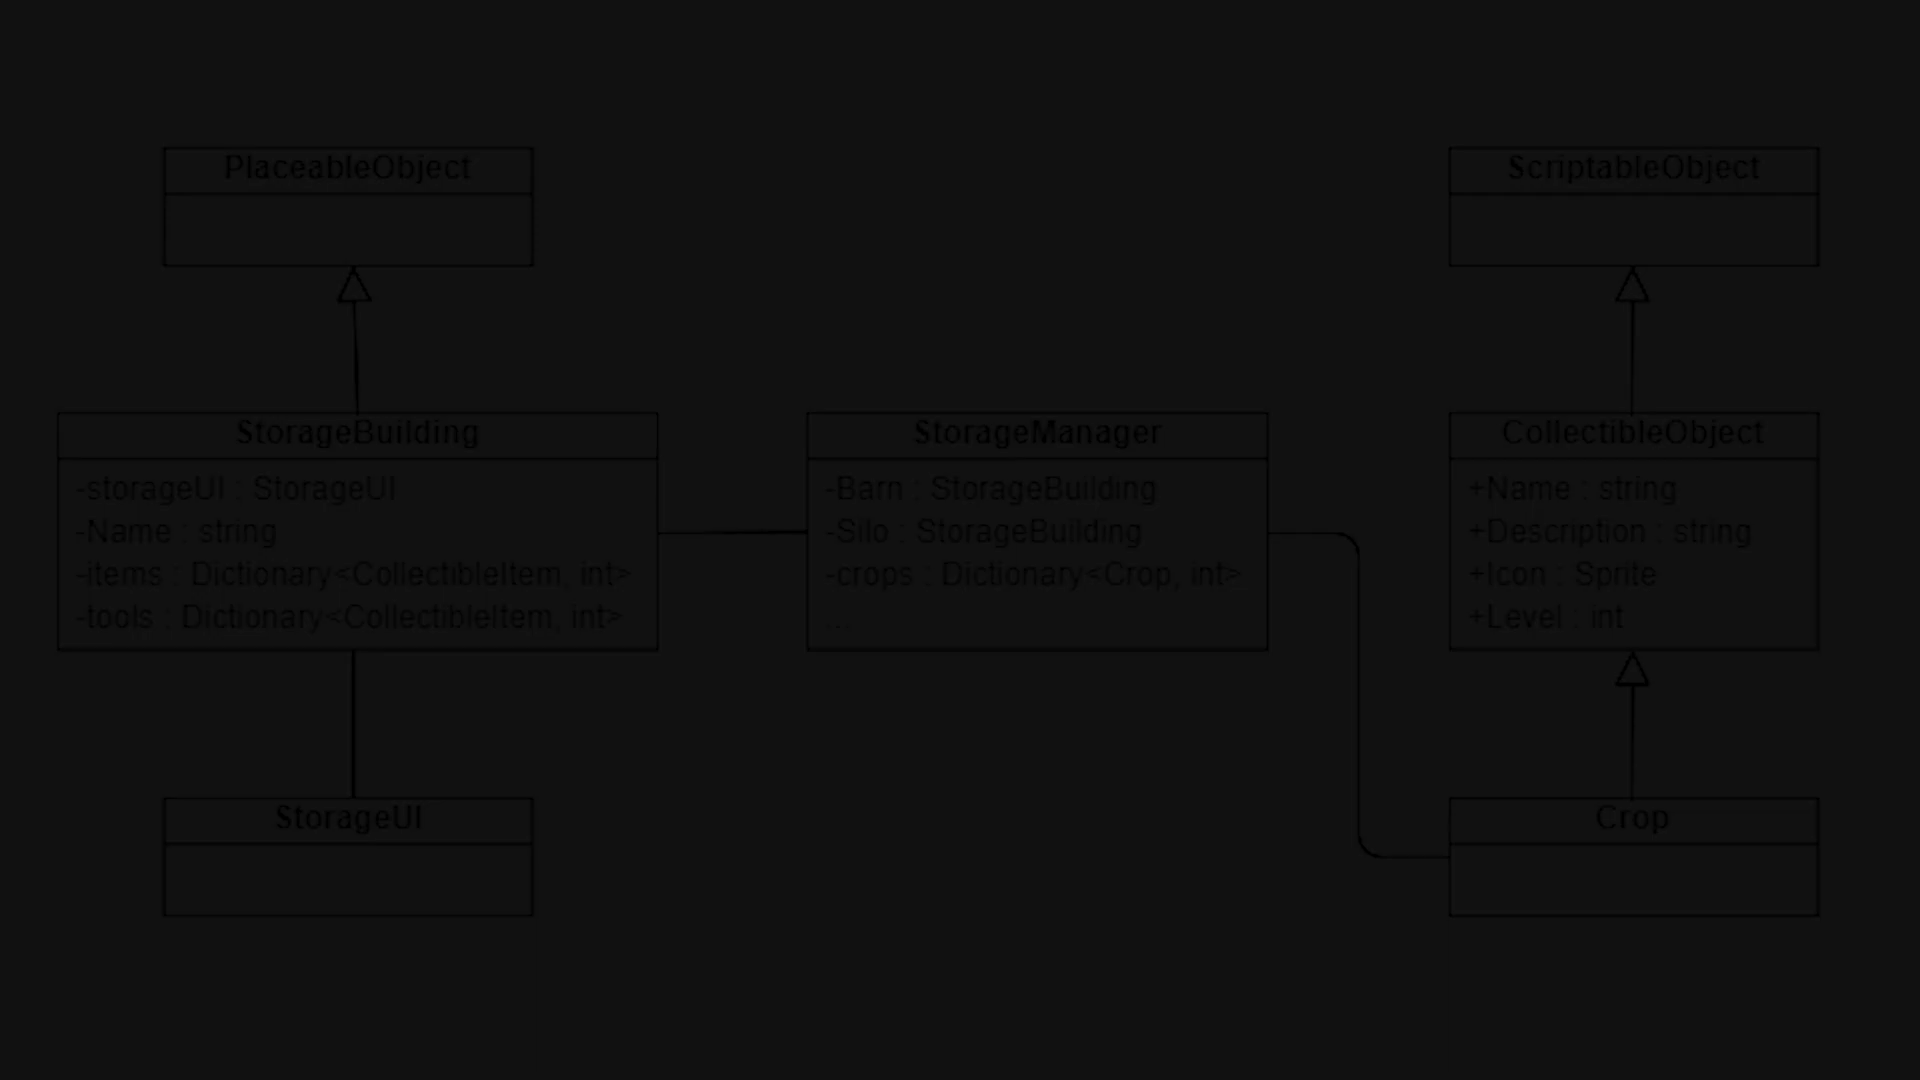 PlaceableObject
ScriptableObject
StorageBuilding
-storageUI : StorageUI
-Name : string
-items : Dictionary<CollectibleItem, int>
-tools : Dictionary<CollectibleItem, int>
StorageManager
-Barn : StorageBuilding
-Silo : StorageBuilding
-crops : Dictionary<Crop, int>
...
CollectibleObject
+Name : string
+Description : string
+Icon : Sprite
+Level : int
StorageUI
Crop